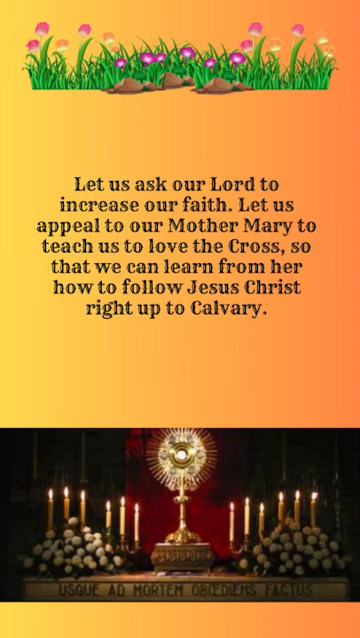 Let us ask our Lord to
increase our faith. Let us
appeal to our Mother Mary to
teach us to love the Cross, so
that we can learn from her
how to follow Jesus Christ
right up to Calvary.
USQUE AD MORTEM OBŒDIENS FACTUS